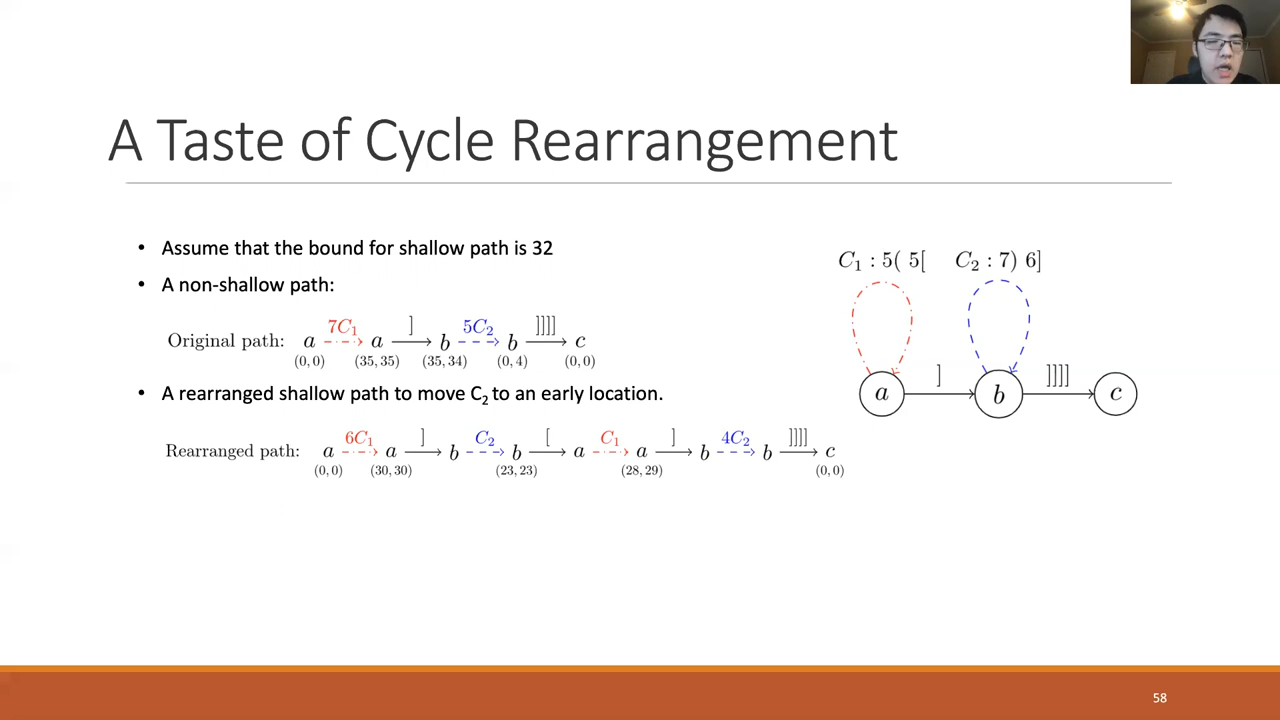 A Taste of Cycle Rearrangement
• Assume that the bound for shallow path is 32
• A non-shallow path:
Original path: a 7C₁ a ] b 5C₂ b ]]]] c
(0, 0) (35, 35) (35, 34) (0, 4) (0, 0)
• A rearranged shallow path to move C₂ to an early location.
Rearranged path: a 6C₁ a ] b C₂ b [ a C₁ a ] b 4C₂ b ]]]] c
(0, 0) (30, 30) (23, 23) (28, 29) (0, 0)
C₁ : 5( 5[ C₂ : 7) 6]
] ]]]]
a b c
58